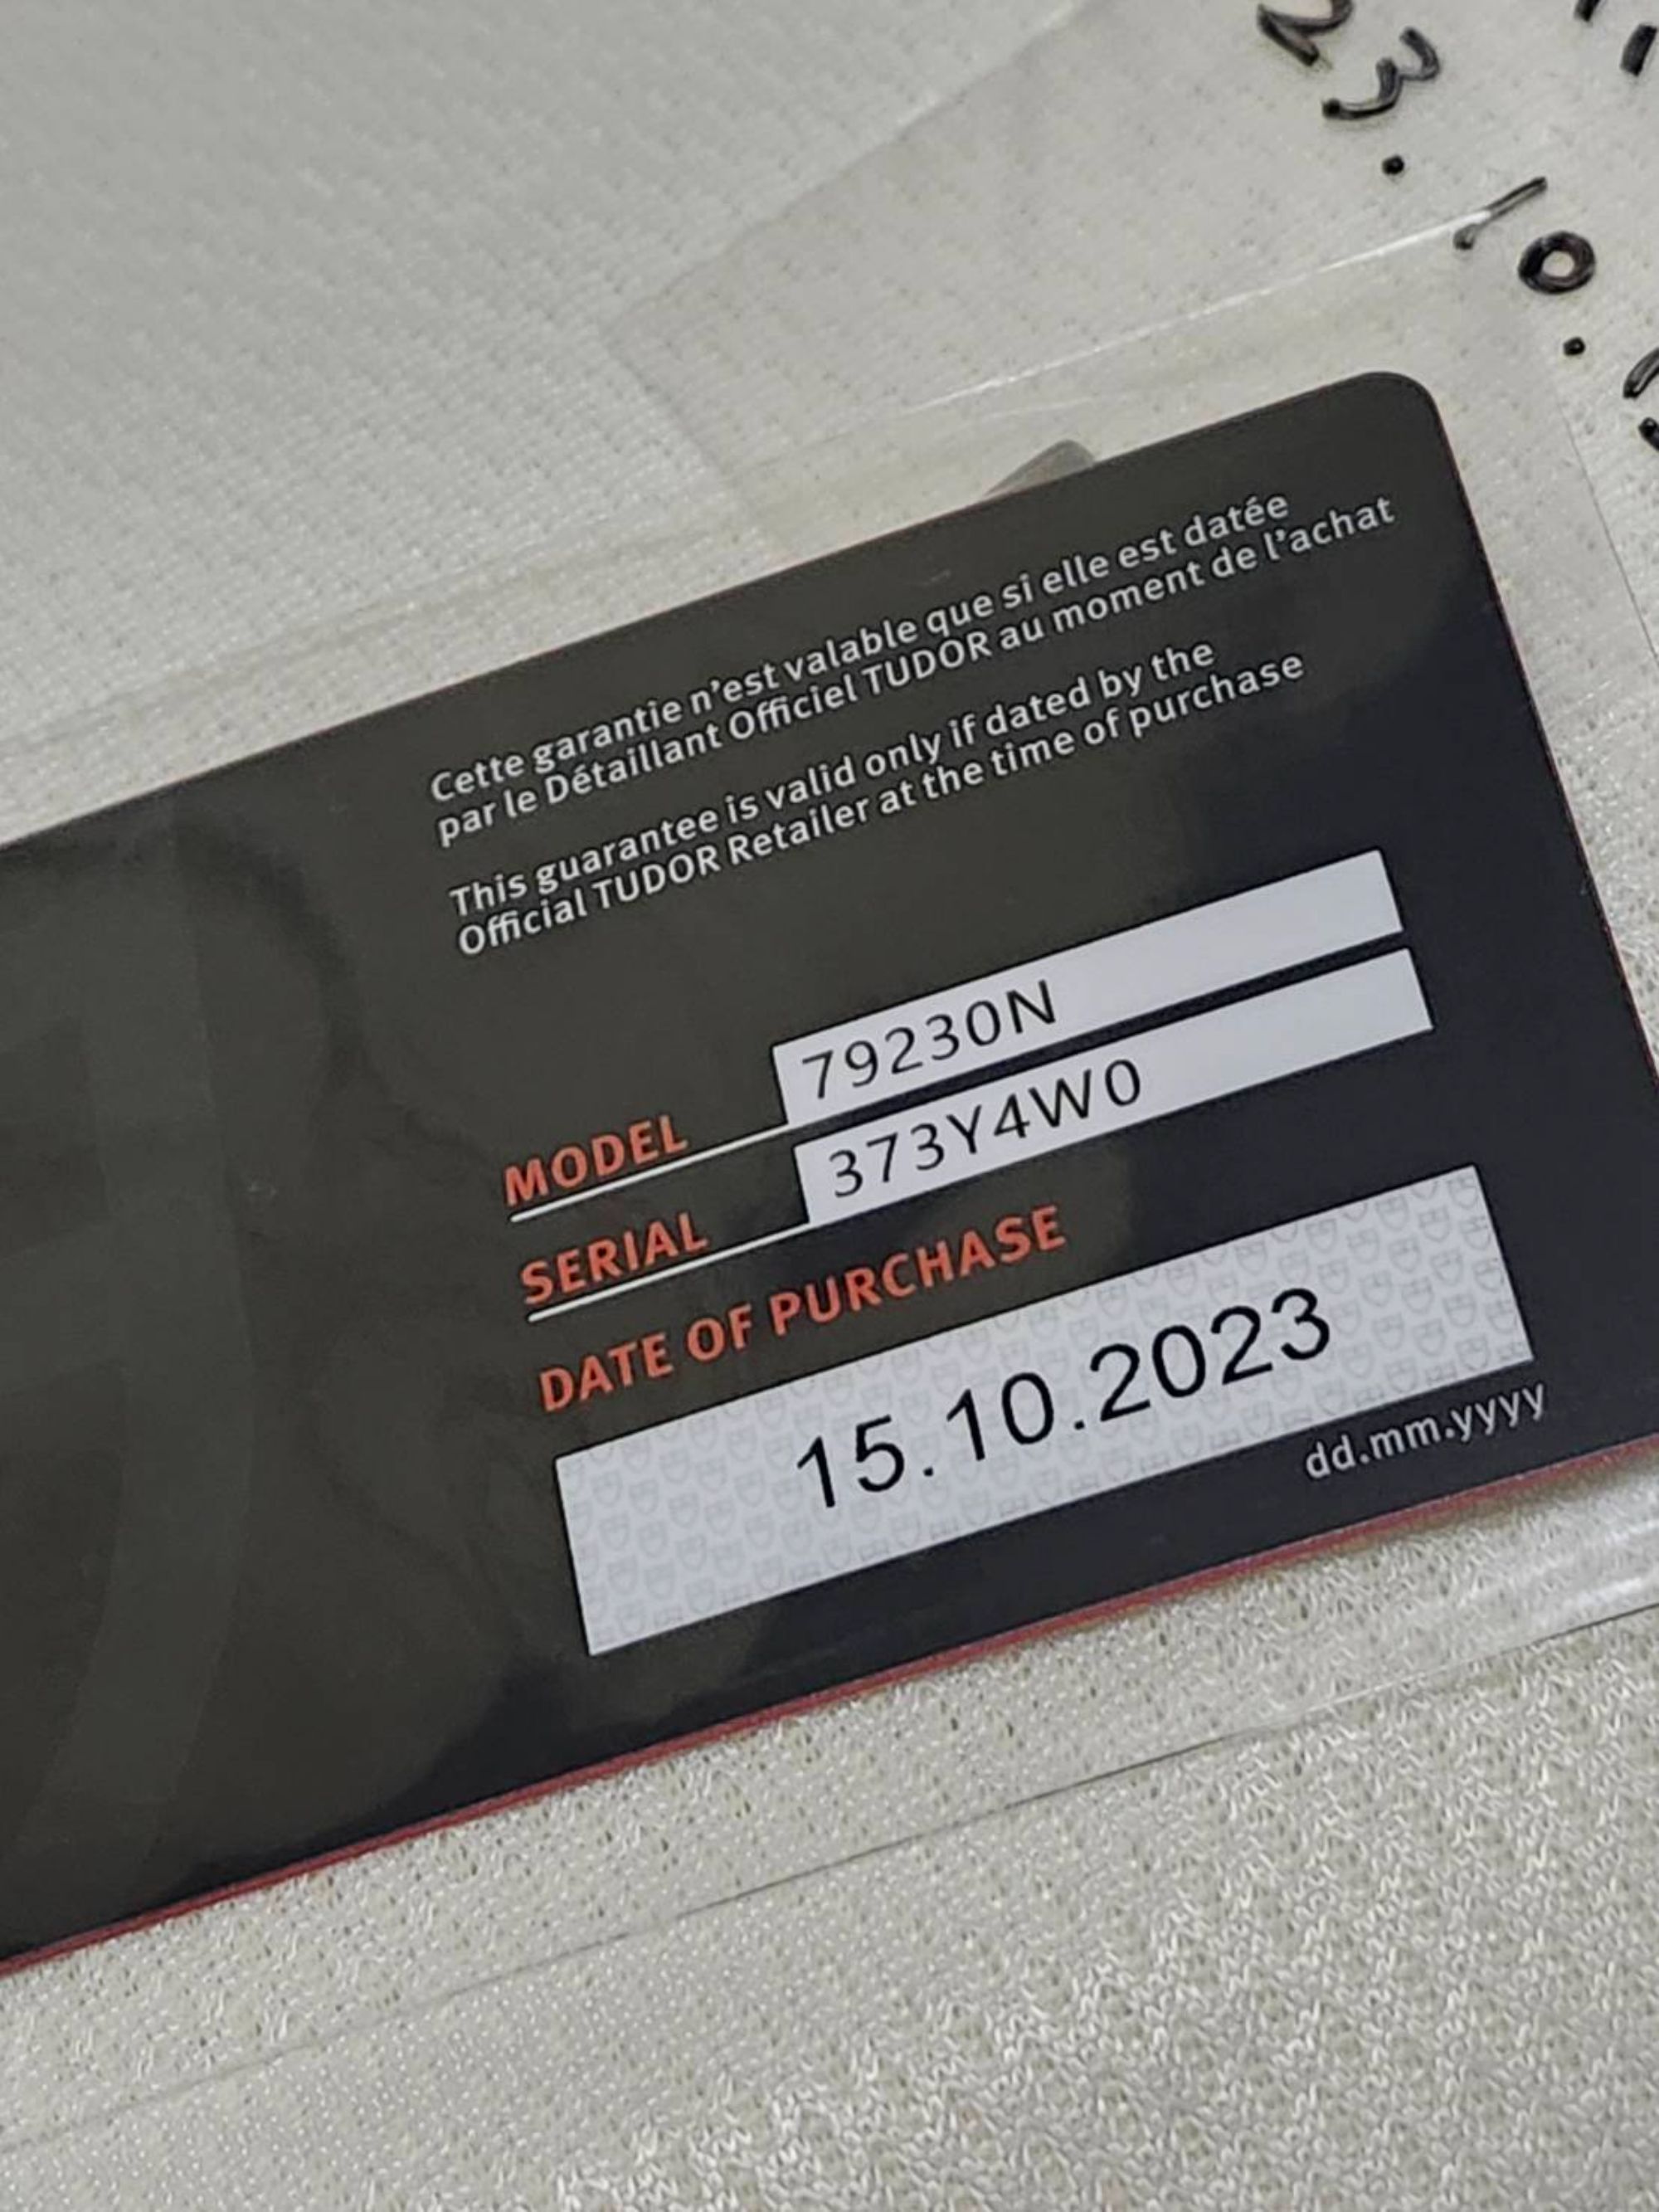 23.10.
Cette garantie n'est valable que si elle est datée
par le Détaillant Officiel TUDOR au moment de l'achat
This guarantee is valid only if dated by the
Official TUDOR Retailer at the time of purchase
MODEL 79230N
SERIAL 373Y4W0
DATE OF PURCHASE
15.10.2023
dd.mm.yyyy